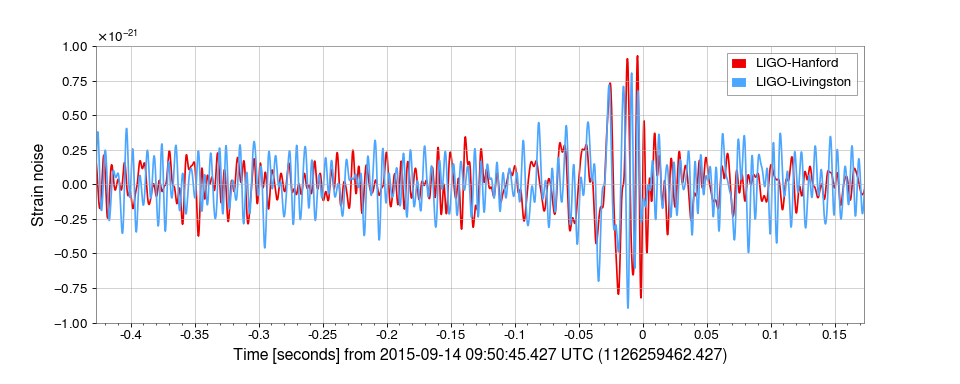 ×10⁻²¹
1.00
0.75
0.50
0.25
0.00
−0.25
−0.50
−0.75
−1.00
Strain noise
LIGO-Hanford
LIGO-Livingston
-0.4 -0.35 -0.3 -0.25 -0.2 -0.15 -0.1 -0.05 0 0.05 0.1 0.15
Time [seconds] from 2015-09-14 09:50:45.427 UTC (1126259462.427)